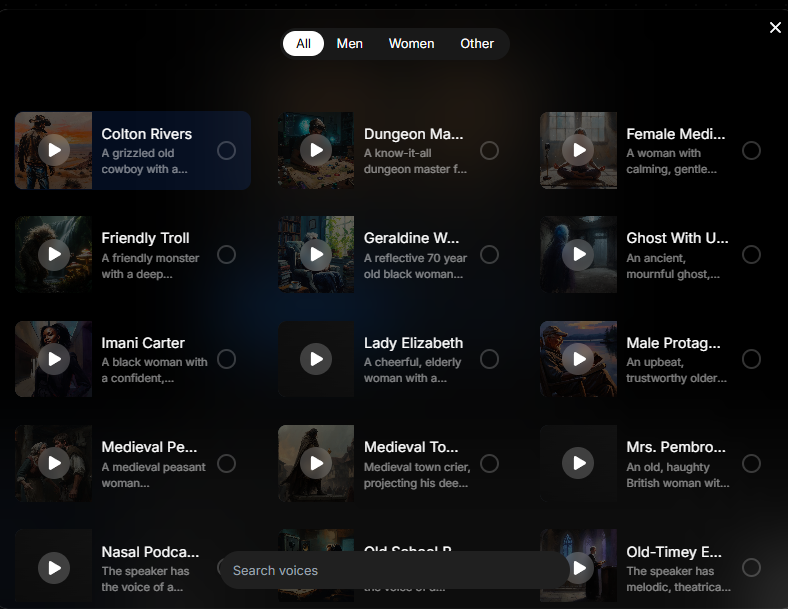 All Men Women Other
Colton Rivers
A grizzled old
cowboy with a...
Dungeon Ma...
A know-it-all
dungeon master f...
Female Medi...
A woman with
calming, gentle...
Friendly Troll
A friendly monster
with a deep...
Geraldine W...
A reflective 70 year
old black woman...
Ghost With U...
An ancient,
mournful ghost,...
Imani Carter
A black woman with
a confident,...
Lady Elizabeth
A cheerful, elderly
woman with a...
Male Protag...
An upbeat,
trustworthy older...
Medieval Pe...
A medieval peasant
woman...
Medieval To...
Medieval town crier,
projecting his dee...
Mrs. Pembro...
An old, haughty
British woman wit...
Nasal Podca...
The speaker has
the voice of a...
Old-Timey E...
The speaker has
melodic, theatrica...
Search voices